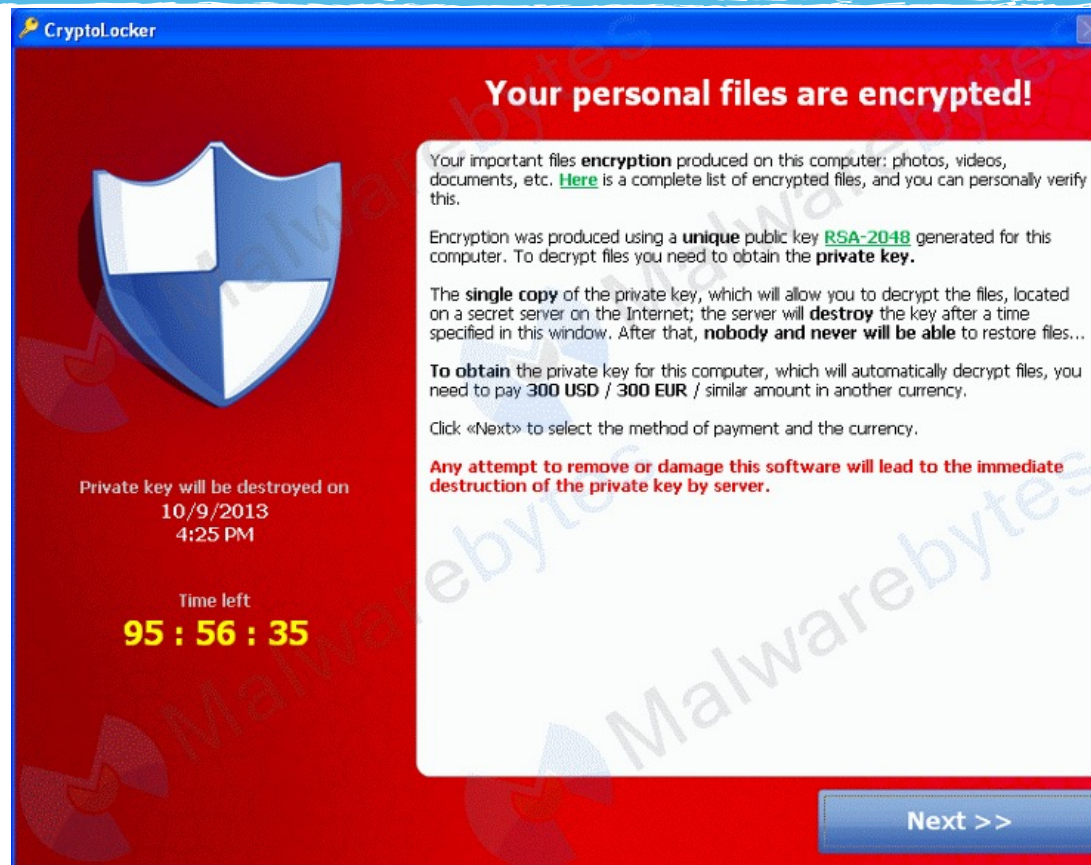 CryptoLocker
Your personal files are encrypted!
Your important files encryption produced on this computer: photos, videos,
documents, etc. Here is a complete list of encrypted files, and you can personally verify
this.
Encryption was produced using a unique public key RSA-2048 generated for this
computer. To decrypt files you need to obtain the private key.
The single copy of the private key, which will allow you to decrypt the files, located
on a secret server on the Internet; the server will destroy the key after a time
specified in this window. After that, nobody and never will be able to restore files...
To obtain the private key for this computer, which will automatically decrypt files, you
need to pay 300 USD / 300 EUR / similar amount in another currency.
Click «Next» to select the method of payment and the currency.
Any attempt to remove or damage this software will lead to the immediate
destruction of the private key by server.
Private key will be destroyed on
10/9/2013
4:25 PM
Time left
95 : 56 : 35
Next >>
Malwarebytes
Malwarebytes
Malwarebytes
Malwarebytes